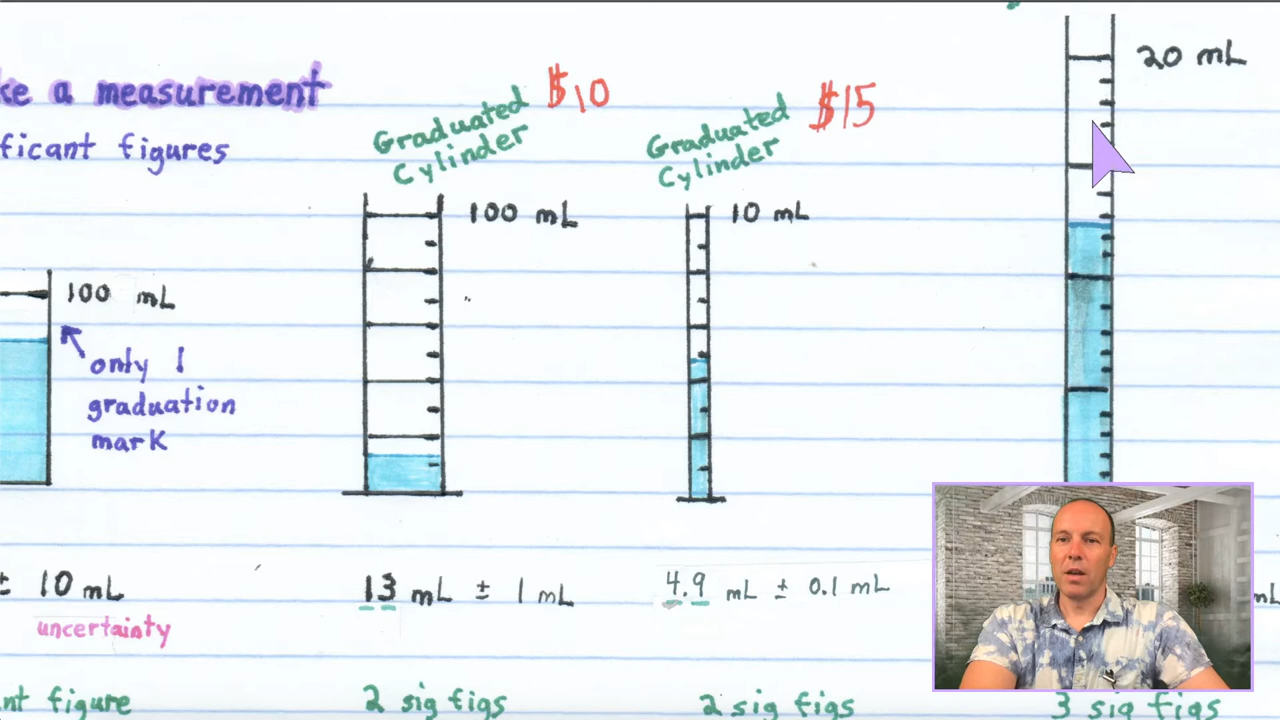 ke a measurement
ficant figures
100 mL
only 1
graduation
mark
± 10 mL
uncertainty
nt figure
Graduated
Cylinder
$10
100 mL
13 mL ± 1 mL
2 sig figs
Graduated
Cylinder
$15
10 mL
4.9 mL ± 0.1 mL
2 sig figs
20 mL
mL
3 sig figs